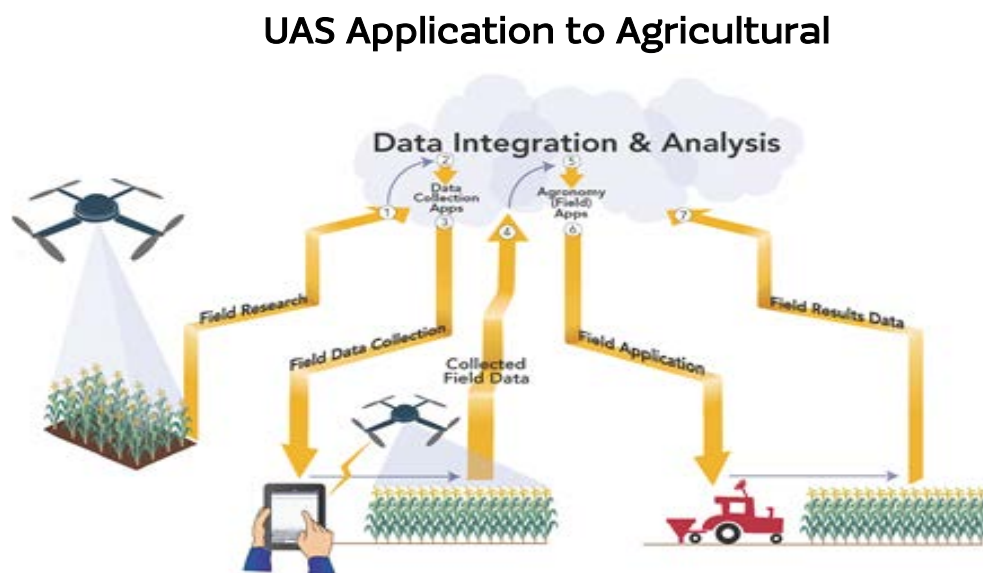 UAS Application to Agricultural
Data Integration & Analysis
2
5
Data
Collection
Apps
Agronomy
(Field)
Apps
1
3
4
6
7
Field Research
Field Data Collection
Collected
Field Data
Field Application
Field Results Data